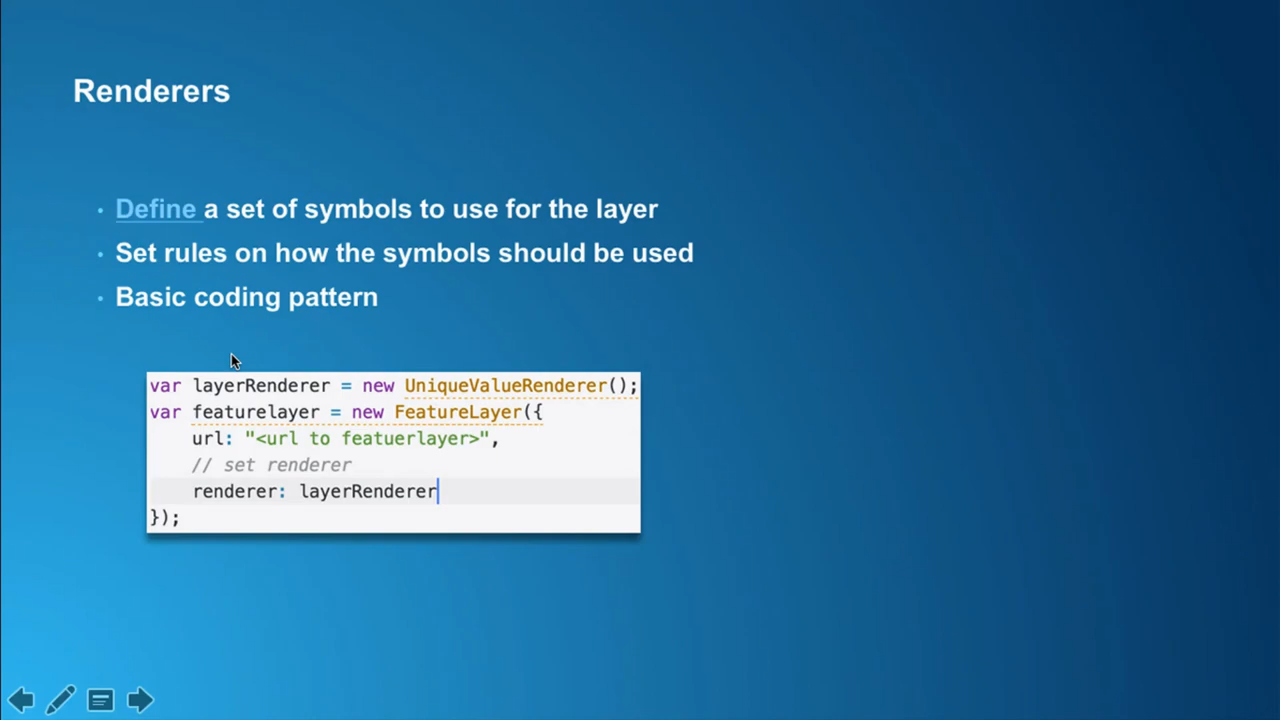 Renderers
Define a set of symbols to use for the layer
Set rules on how the symbols should be used
Basic coding pattern
var layerRenderer = new UniqueValueRenderer();
var featurelayer = new FeatureLayer({
url: "<url to featuerlayer>",
// set renderer
renderer: layerRenderer
});